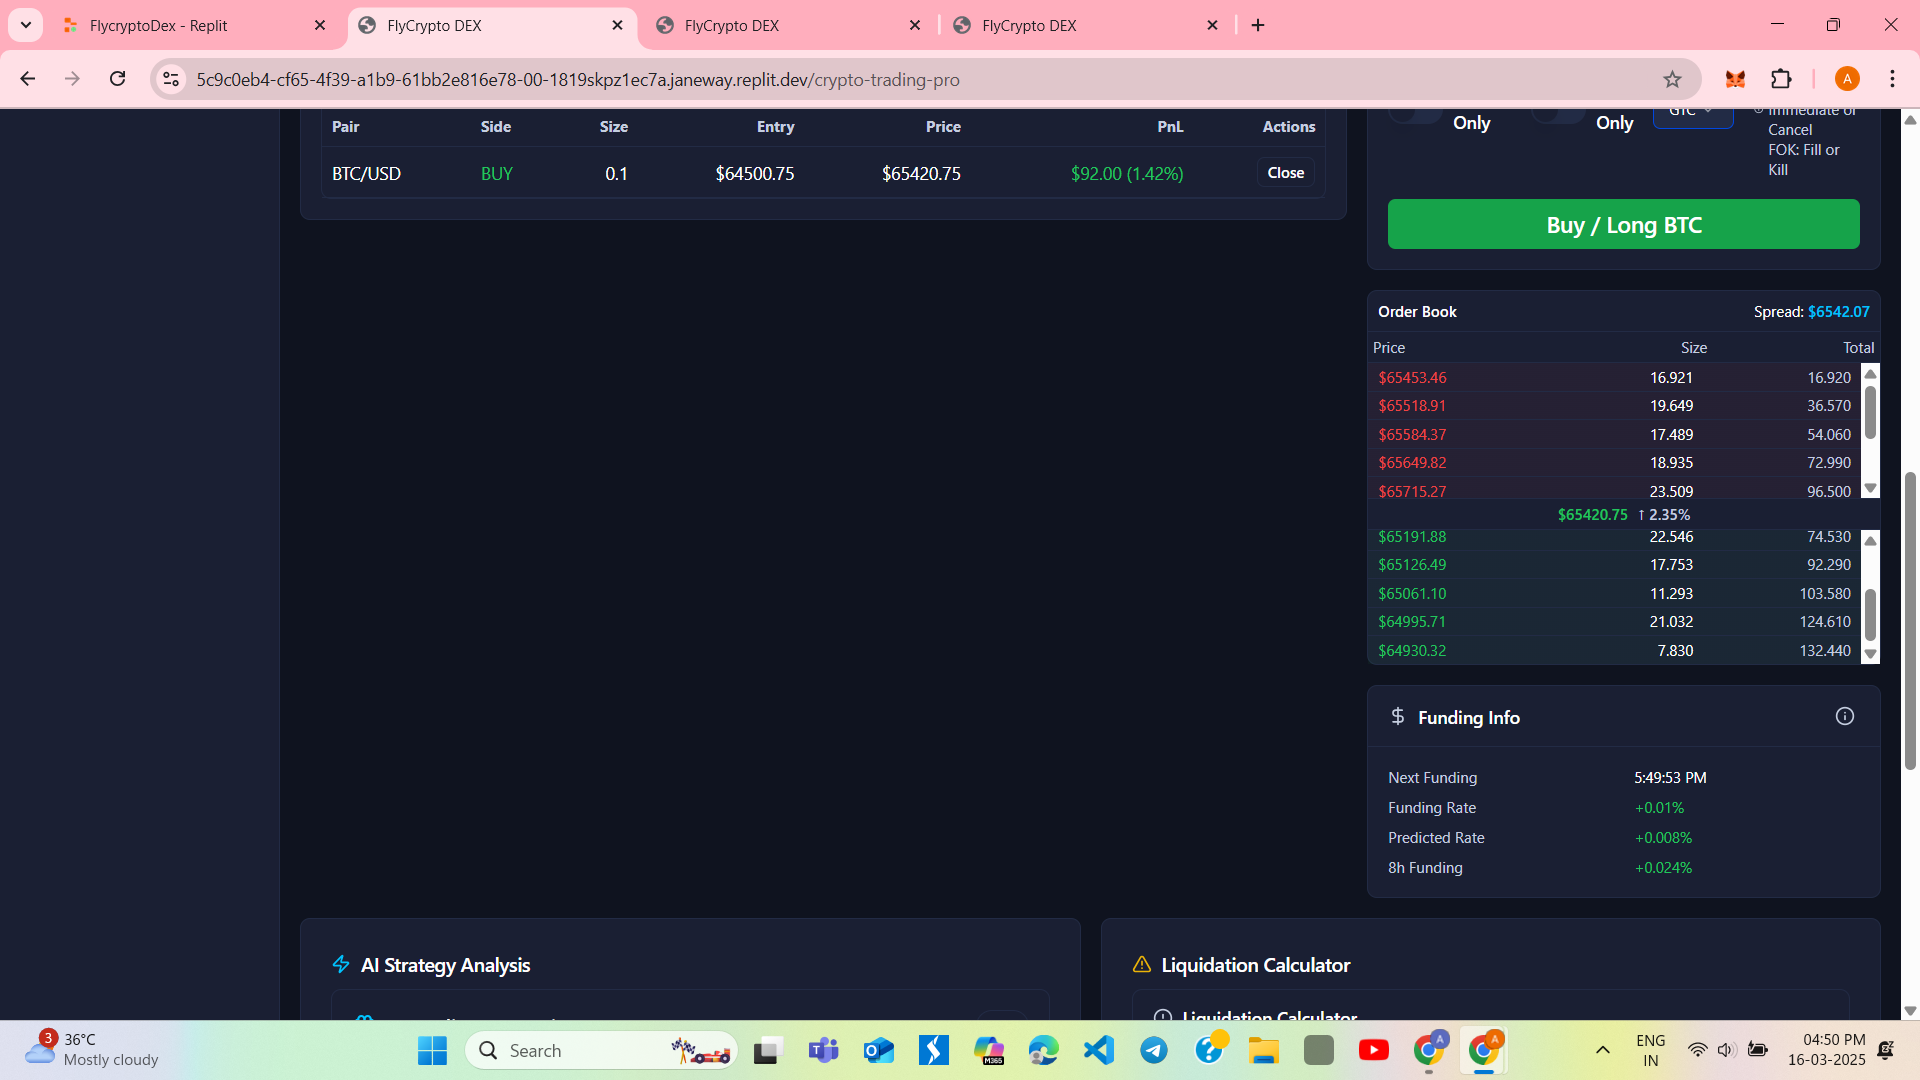 FlycryptoDex - Replit
FlyCrypto DEX
FlyCrypto DEX
FlyCrypto DEX
5c9c0eb4-cf65-4f39-a1b9-61bb2e816e78-00-1819skpz1ec7a.janeway.replit.dev/crypto-trading-pro
A
Pair Side Size Entry Price PnL Actions
BTC/USD BUY 0.1 $64500.75 $65420.75 $92.00 (1.42%) Close
Only Only GTC Immediate or
Cancel
FOK: Fill or
Kill
Buy / Long BTC
Order Book Spread: $6542.07
Price Size Total
$65453.46 16.921 16.920
$65518.91 19.649 36.570
$65584.37 17.489 54.060
$65649.82 18.935 72.990
$65715.27 23.509 96.500
$65420.75 ↑ 2.35%
$65191.88 22.546 74.530
$65126.49 17.753 92.290
$65061.10 11.293 103.580
$64995.71 21.032 124.610
$64930.32 7.830 132.440
$ Funding Info
Next Funding 5:49:53 PM
Funding Rate +0.01%
Predicted Rate +0.008%
8h Funding +0.024%
AI Strategy Analysis
Liquidation Calculator
Liquidation Calculator
3
36°C
Mostly cloudy
Search
M365
A
A
ENG
IN
04:50 PM
16-03-2025